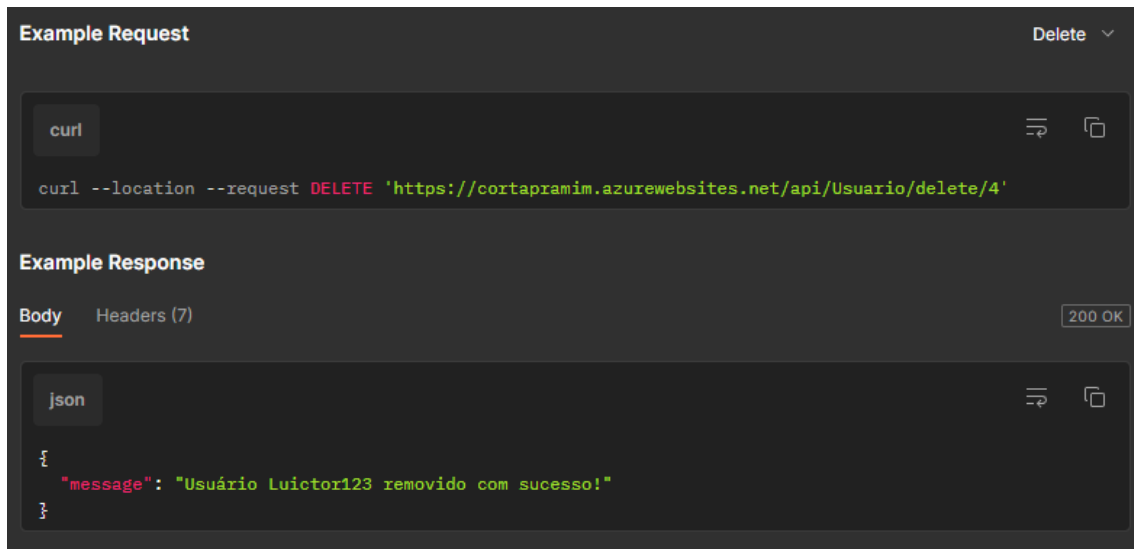 Example Request
Delete
curl
curl --location --request DELETE 'https://cortapramim.azurewebsites.net/api/Usuario/delete/4'
Example Response
Body Headers (7)
200 OK
json
{
"message": "Usuário Luictor123 removido com sucesso!"
}